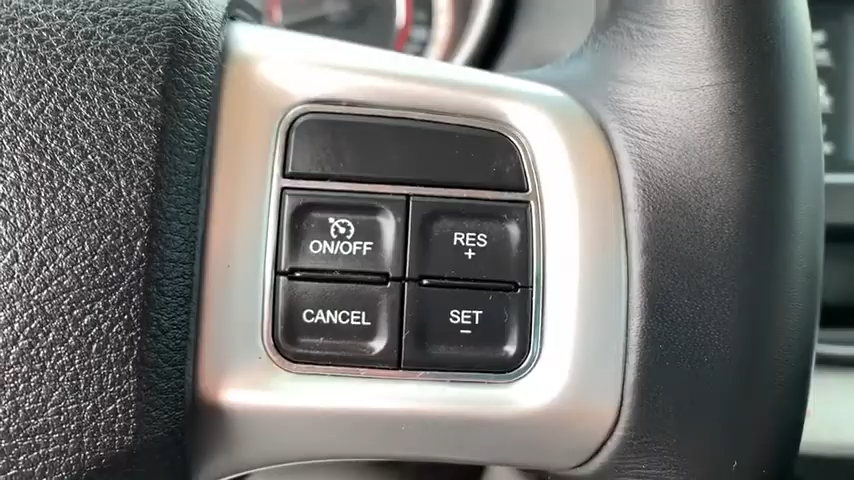 ON/OFF
RES
+
CANCEL
SET
–